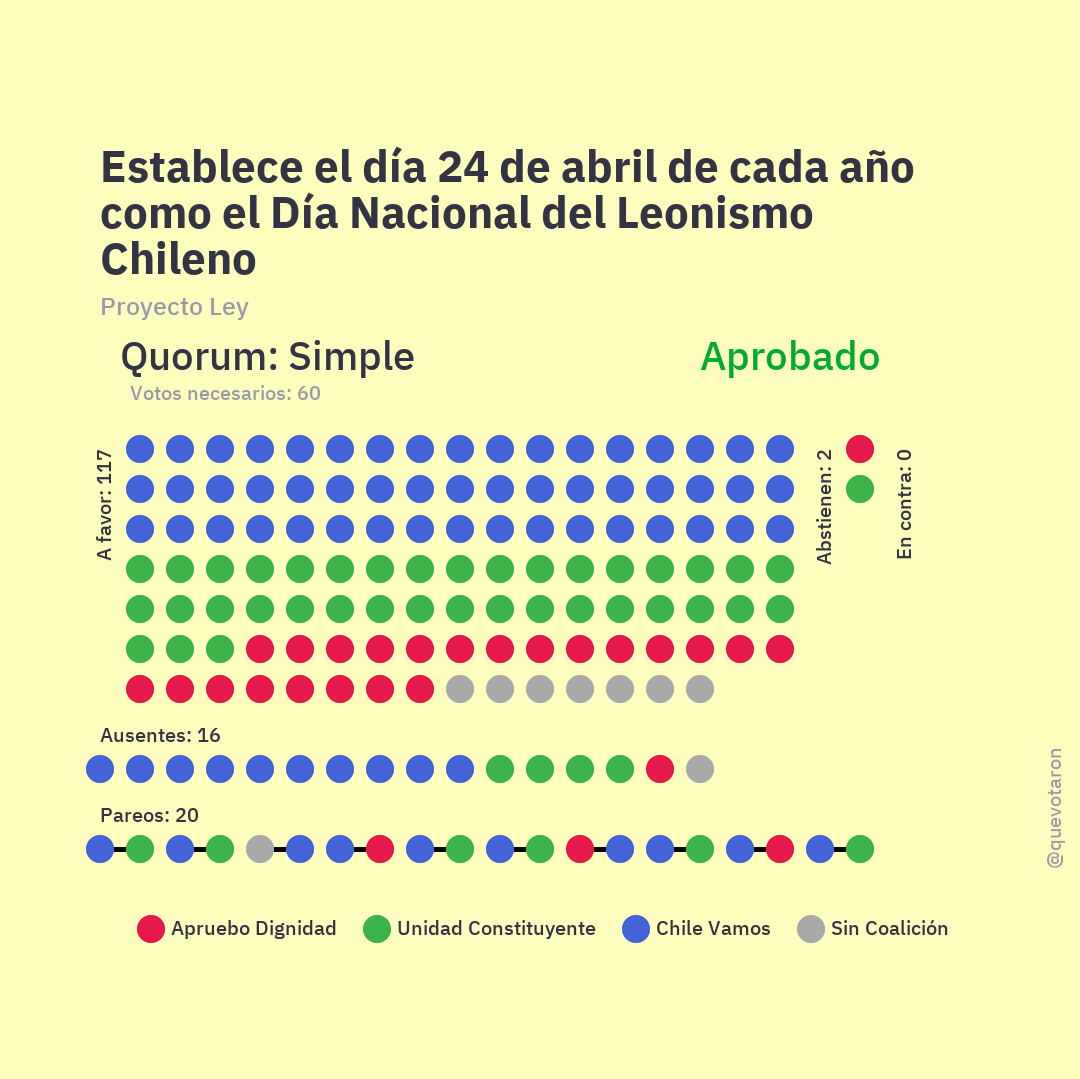 Establece el día 24 de abril de cada año
como el Día Nacional del Leonismo
Chileno
Proyecto Ley
Quorum: Simple
Aprobado
Votos necesarios: 60
A favor: 117
Abstienen: 2
En contra: 0
Ausentes: 16
Pareos: 20
@quevotaron
Apruebo Dignidad
Unidad Constituyente
Chile Vamos
Sin Coalición